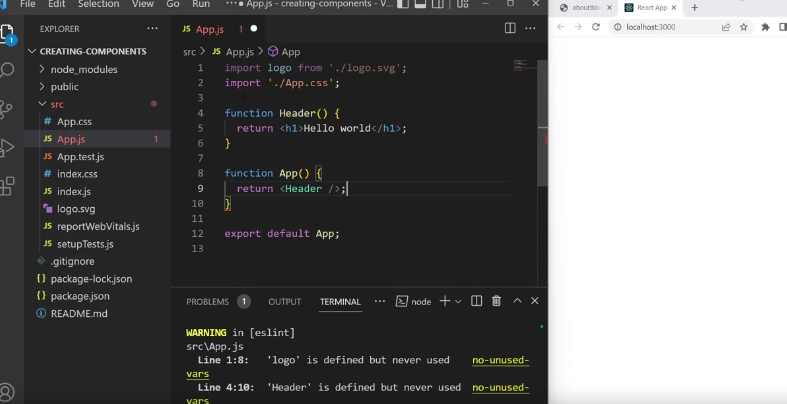 File Edit Selection View Go Run ··· App.js - creating-components - V...
about:bl
React App
localhost:3000
1
EXPLORER
CREATING-COMPONENTS
node_modules
public
src
# App.css
JS App.js 1
JS App.test.js
# index.css
JS index.js
logo.svg
JS reportWebVitals.js
JS setupTests.js
.gitignore
{} package-lock.json
{} package.json
README.md
JS App.js 1
src > JS App.js > App
1 import logo from './logo.svg';
2 import './App.css';
3
4 function Header() {
5 return <h1>Hello world</h1>;
6 }
7
8 function App() {
9 return <Header />;
10 }
11
12 export default App;
13
PROBLEMS 1 OUTPUT TERMINAL ··· node
WARNING in [eslint]
src\App.js
Line 1:8: 'logo' is defined but never used no-unused-
vars
Line 4:10: 'Header' is defined but never used no-unused-
vars